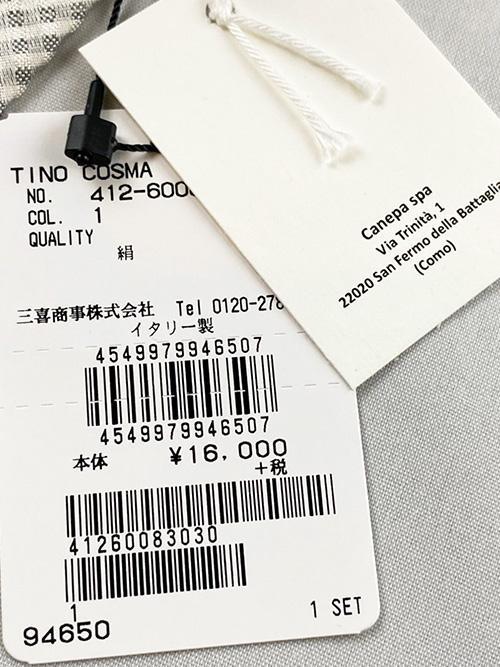 TINO COSMA
NO. 412-600
COL. 1
QUALITY
絹
三喜商事株式会社 Tel 0120-278
イタリー製
4549979946507
4549979946507
本体 ¥16,000
+税
41260083030
1
94650
1 SET
Canepa spa
Via Trinità, 1
22020 San Fermo della Battaglia
(Como)